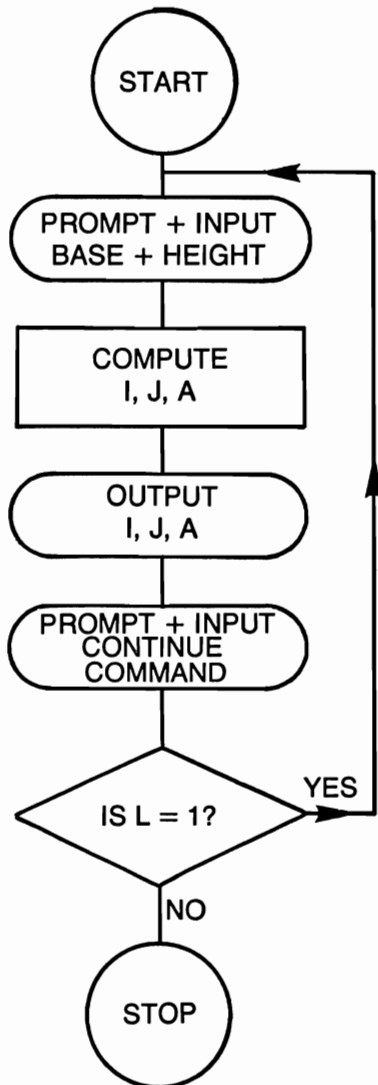 START
PROMPT + INPUT
BASE + HEIGHT
COMPUTE
I, J, A
OUTPUT
I, J, A
PROMPT + INPUT
CONTINUE
COMMAND
IS L = 1?
YES
NO
STOP